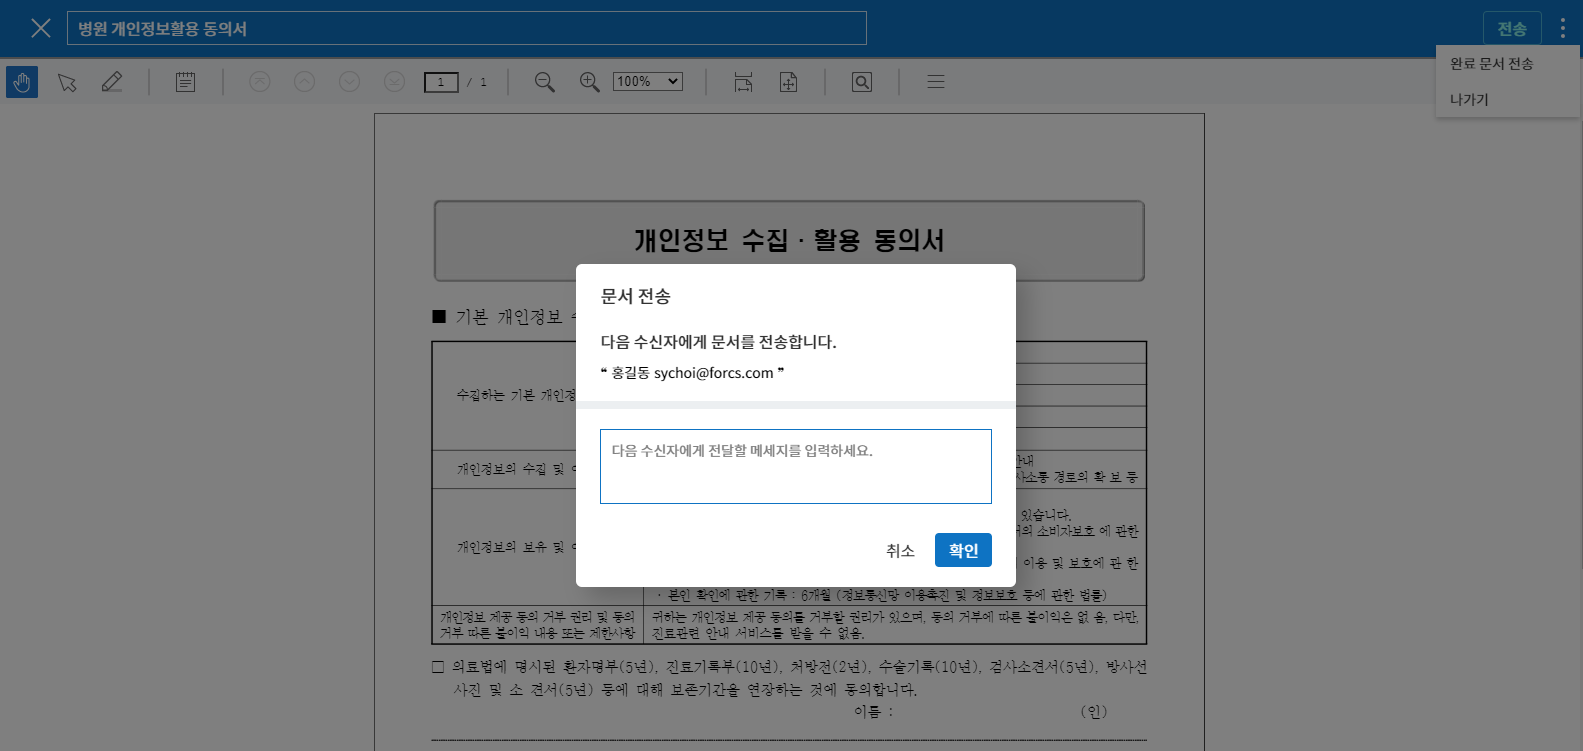 병원 개인정보활용 동의서
전송
완료 문서 전송
나가기
1 / 1
100%
개인정보 수집 · 활용 동의서
■ 기본 개인정보
문서 전송
다음 수신자에게 문서를 전송합니다.
❝ 홍길동 sychoi@forcs.com ❞
다음 수신자에게 전달할 메세지를 입력하세요.
취소
확인
수집하는 기본 개인정
개인정보의 수집 및
안내
사소통 경로의 확 보 등
개인정보의 보유 및
있습니다.
의 소비자보호 에 관한
이용 및 보호에 관 한
· 본인 확인에 관한 기록 : 6개월 (정보통신망 이용촉진 및 정보보호 등에 관한 법률)
개인정보 제공 동의 거부 권리 및 동의
거부 따른 불이익 내용 또는 제한사항
귀하는 개인정보 제공 동의를 거부할 권리가 있으며, 동의 거부에 따른 불이익은 없 음, 다만,
진료관련 안내 서비스를 받을 수 없음.
□ 의료법에 명시된 환자명부(5년), 진료기록부(10년), 처방전(2년), 수술기록(10년), 검사소견서(5년), 방사선
사진 및 소 견서(5년) 등에 대해 보존기간을 연장하는 것에 동의합니다.
이름 : (인)